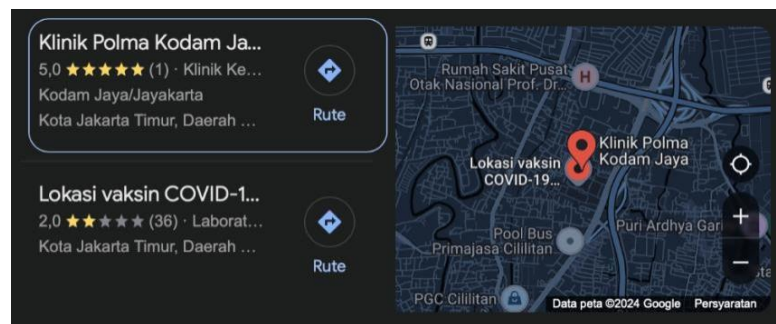 Klinik Polma Kodam Ja...
5,0 ★★★★★ (1) · Klinik Ke...
Kodam Jaya/Jayakarta
Kota Jakarta Timur, Daerah ...
Rute
Lokasi vaksin COVID-1...
2,0 ★★★★★ (36) · Laborat...
Kota Jakarta Timur, Daerah ...
Rute
Rumah Sakit Pusat
Otak Nasional Prof. Dr...
H
Klinik Polma
Kodam Jaya
Lokasi vaksin
COVID-19...
Pool Bus
Primajasa Cililitan
Puri Ardhya Gari
PGC Cililitan
+
−
Data peta ©2024 Google
Persyaratan